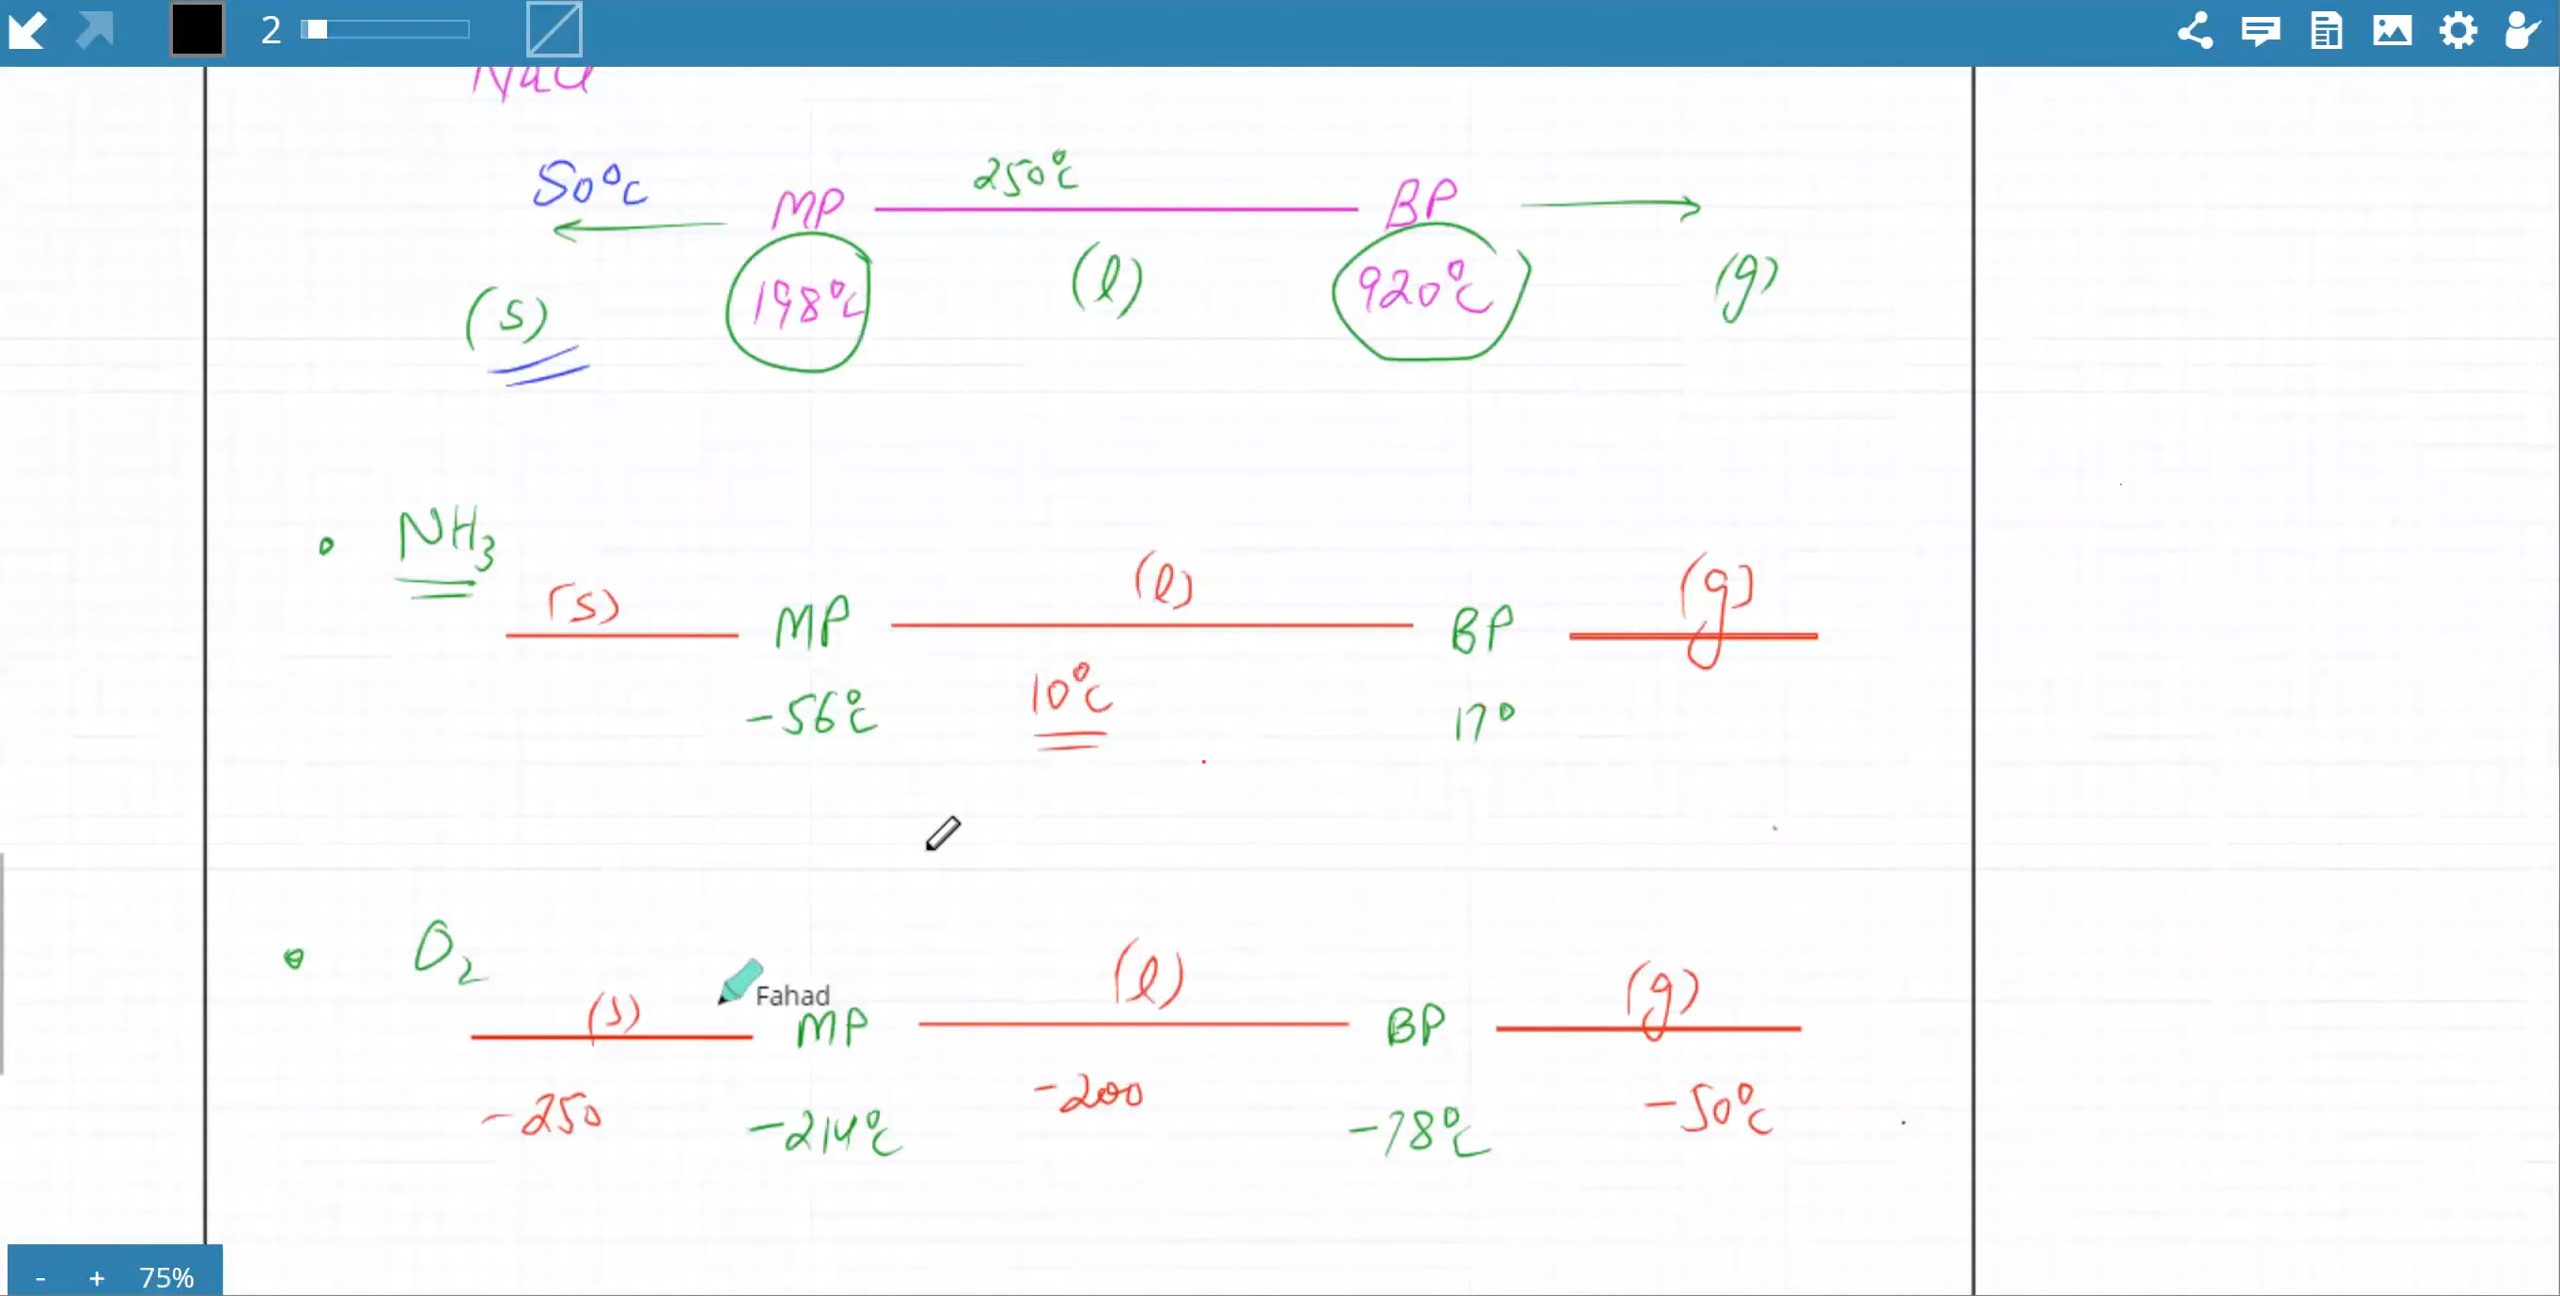 2
NaCl
50°C MP 250°C BP
(s) 198°C (l) 920°C (g)
NH3
(s) MP (l) BP (g)
-56°C 10°C 17°
O2
Fahad
(s) MP (l) BP (g)
-250 -214°C -200 -78°C -50°C
- + 75%